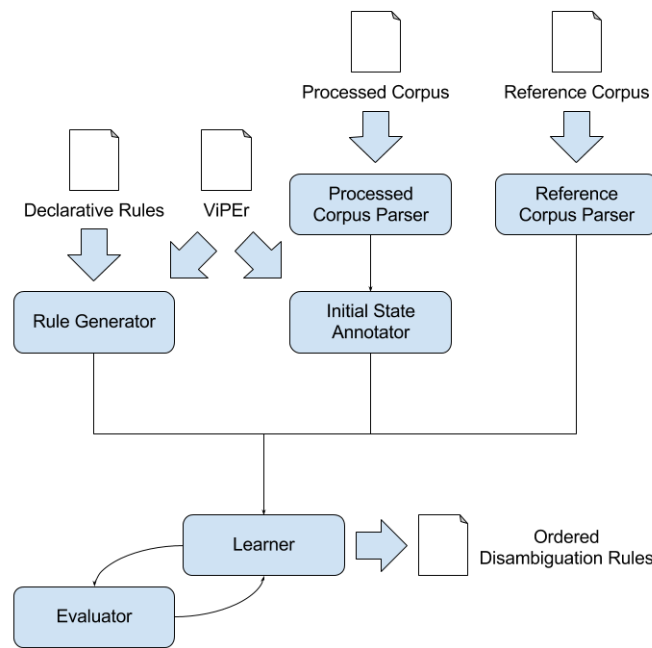 Processed Corpus
Reference Corpus
Declarative Rules
ViPEr
Processed
Corpus Parser
Reference
Corpus Parser
Rule Generator
Initial State
Annotator
Learner
Ordered
Disambiguation Rules
Evaluator